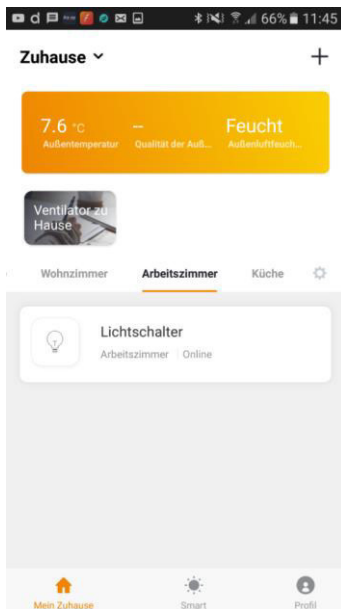 66% 11:45
Zuhause
7.6 °C – Feucht
Außentemperatur Qualität der Auß... Außenluftfeuch...
Ventilator zu
Hause
Wohnzimmer Arbeitszimmer Küche
Lichtschalter
Arbeitszimmer Online
Mein Zuhause Smart Profil